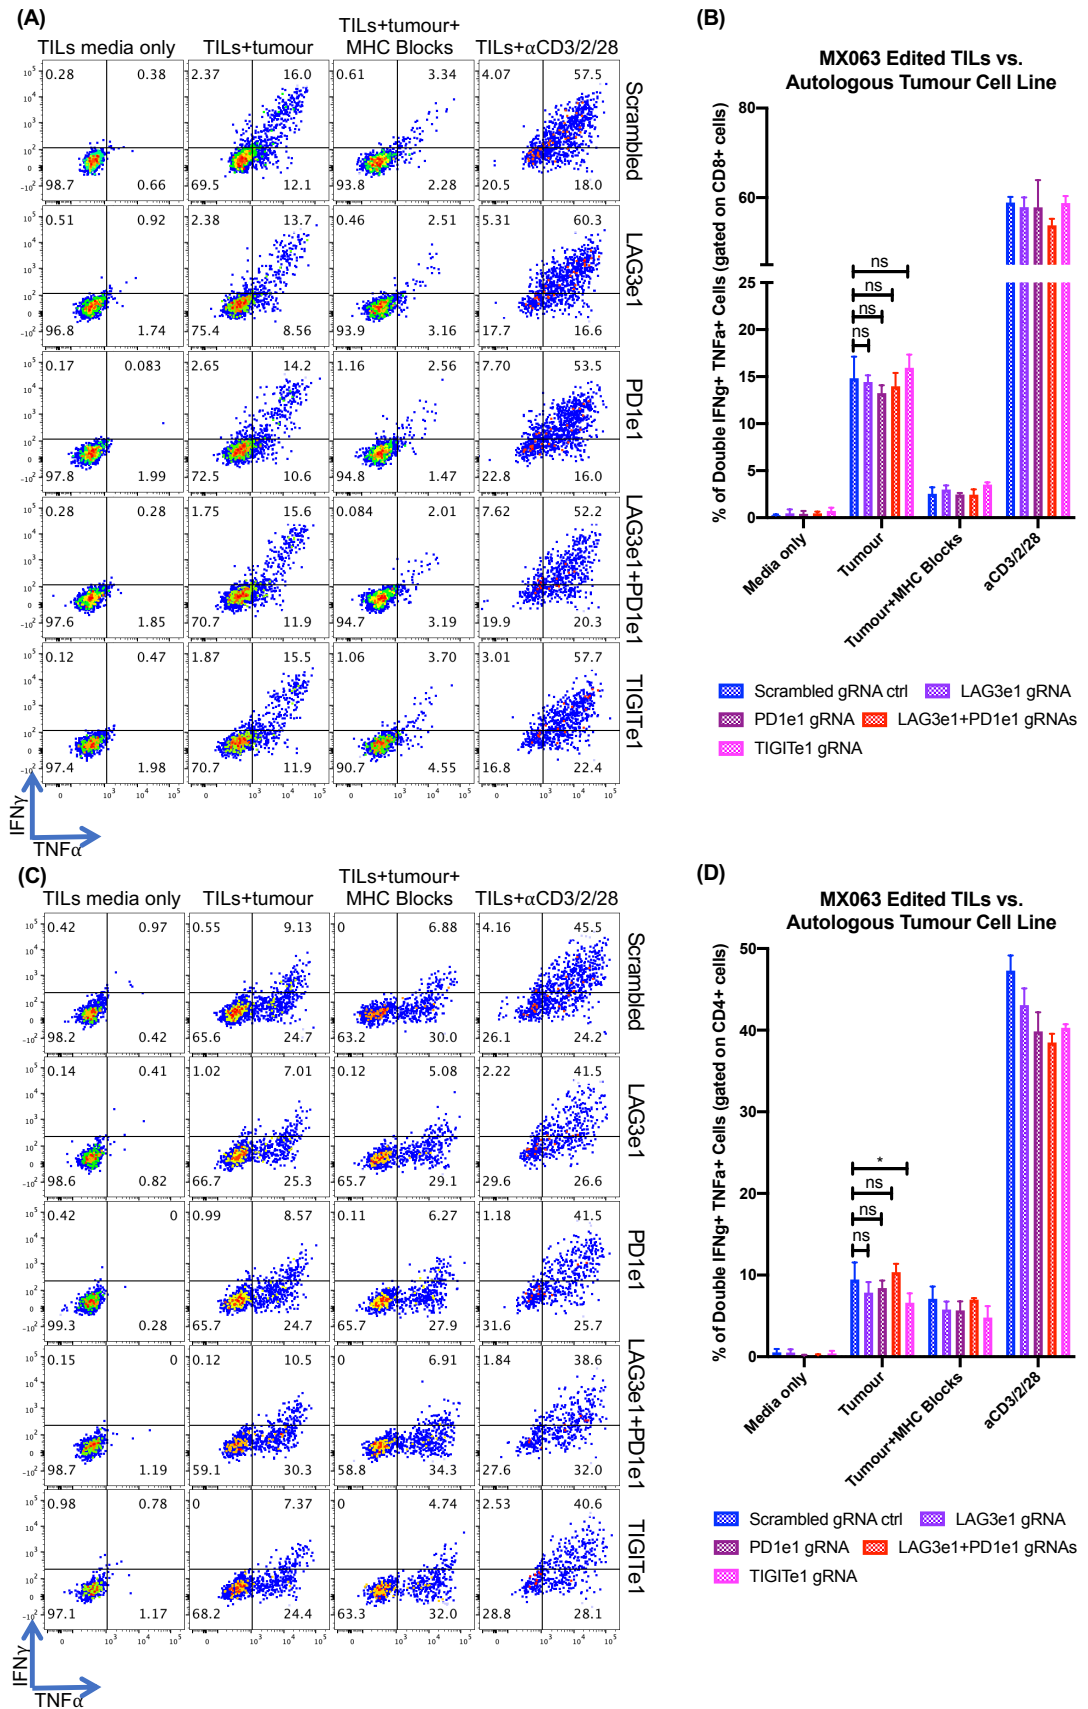 (A)
TILs media only
TILs+tumour
TILs+tumour+
MHC Blocks
TILs+αCD3/2/28
0.28 0.38 2.37 16.0 0.61 3.34 4.07 57.5
98.7 0.66 69.5 12.1 93.8 2.28 20.5 18.0
Scrambled
0.51 0.92 2.38 13.7 0.46 2.51 5.31 60.3
96.8 1.74 75.4 8.56 93.9 3.16 17.7 16.6
LAG3e1
0.17 0.083 2.65 14.2 1.16 2.56 7.70 53.5
97.8 1.99 72.5 10.6 94.8 1.47 22.8 16.0
PD1e1
0.28 0.28 1.75 15.6 0.084 2.01 7.62 52.2
97.6 1.85 70.7 11.9 94.7 3.19 19.9 20.3
LAG3e1+PD1e1
0.12 0.47 1.87 15.5 1.06 3.70 3.01 57.7
97.4 1.98 70.7 11.9 90.7 4.55 16.8 22.4
TIGITe1
10⁵
10⁴
10³
10²
0
-10²
0 10³ 10⁴ 10⁵
IFNγ
TNFα
(B)
MX063 Edited TILs vs.
Autologous Tumour Cell Line
% of Double IFNg+ TNFa+ Cells (gated on CD8+ cells)
80
60
25
20
15
10
5
0
ns
ns
ns
ns
Media only
Tumour
Tumour+MHC Blocks
aCD3/2/28
Scrambled gRNA ctrl
LAG3e1 gRNA
PD1e1 gRNA
LAG3e1+PD1e1 gRNAs
TIGITe1 gRNA
(C)
TILs media only
TILs+tumour
TILs+tumour+
MHC Blocks
TILs+αCD3/2/28
0.42 0.97 0.55 9.13 0 6.88 4.16 45.5
98.2 0.42 65.6 24.7 63.2 30.0 26.1 24.2
Scrambled
0.14 0.41 1.02 7.01 0.12 5.08 2.22 41.5
98.6 0.82 66.7 25.3 65.7 29.1 29.6 26.6
LAG3e1
0.42 0 0.99 8.57 0.11 6.27 1.18 41.5
99.3 0.28 65.7 24.7 65.7 27.9 31.6 25.7
PD1e1
0.15 0 0.12 10.5 0 6.91 1.84 38.6
98.7 1.19 59.1 30.3 58.8 34.3 27.6 32.0
LAG3e1+PD1e1
0.98 0.78 0 7.37 0 4.74 2.53 40.6
97.1 1.17 68.2 24.4 63.3 32.0 28.8 28.1
TIGITe1
10⁵
10⁴
10³
10²
0
-10²
0 10³ 10⁴ 10⁵
IFNγ
TNFα
(D)
MX063 Edited TILs vs.
Autologous Tumour Cell Line
% of Double IFNg+ TNFa+ Cells (gated on CD4+ cells)
50
40
30
20
10
0
*
ns
ns
ns
Media only
Tumour
Tumour+MHC Blocks
aCD3/2/28
Scrambled gRNA ctrl
LAG3e1 gRNA
PD1e1 gRNA
LAG3e1+PD1e1 gRNAs
TIGITe1 gRNA